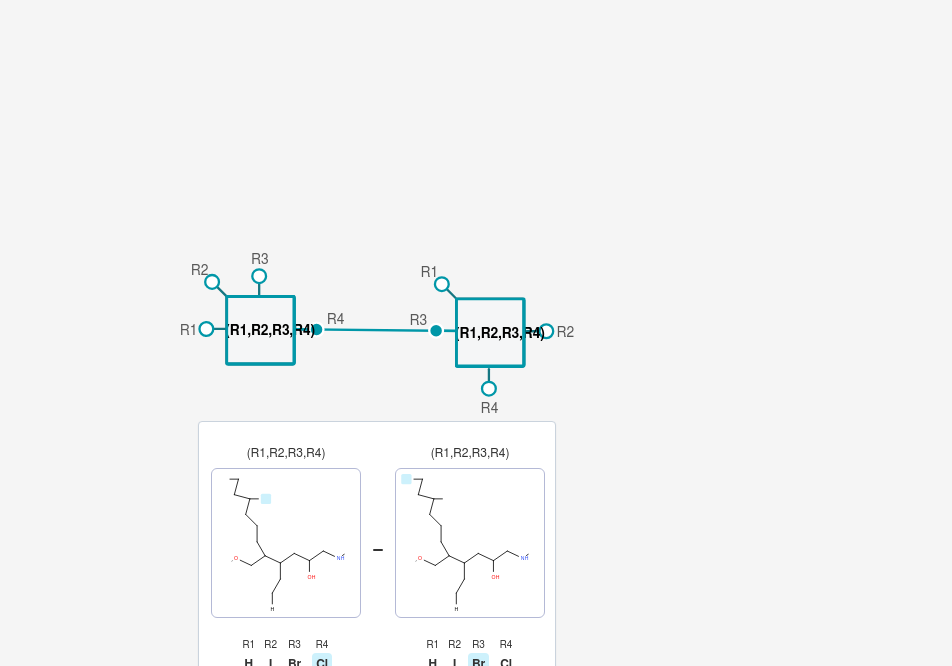 R3
R2
R1
R1
R4
R3
(R1,R2,R3,R4)
(R1,R2,R3,R4)
R2
R4
(R1,R2,R3,R4)
(R1,R2,R3,R4)
O
NH
OH
H
–
O
NH
OH
H
R1 R2 R3 R4
R1 R2 R3 R4
H I Br Cl
H I Br Cl